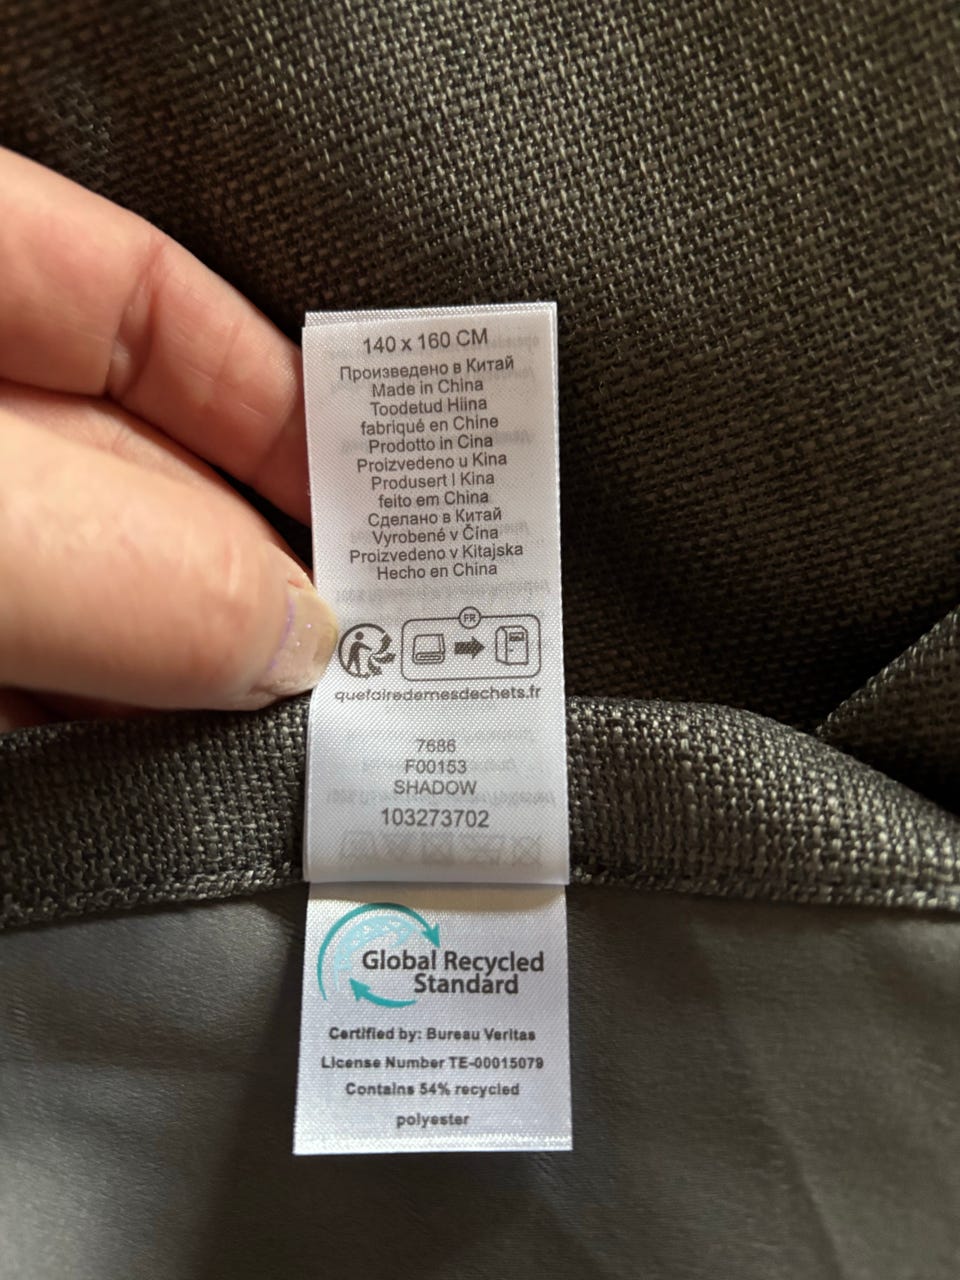 140 x 160 CM
Произведено в Китай
Made in China
Toodetud Hiina
fabriqué en Chine
Prodotto in Cina
Proizvedeno u Kina
Produsert I Kina
feito em China
Сделано в Китай
Vyrobené v Čína
Proizvedeno v Kitajska
Hecho en China
FR
quefairedemesdechets.fr
7686
F00153
SHADOW
103273702
Global Recycled
Standard
Certified by: Bureau Veritas
License Number TE-00015079
Contains 54% recycled
polyester